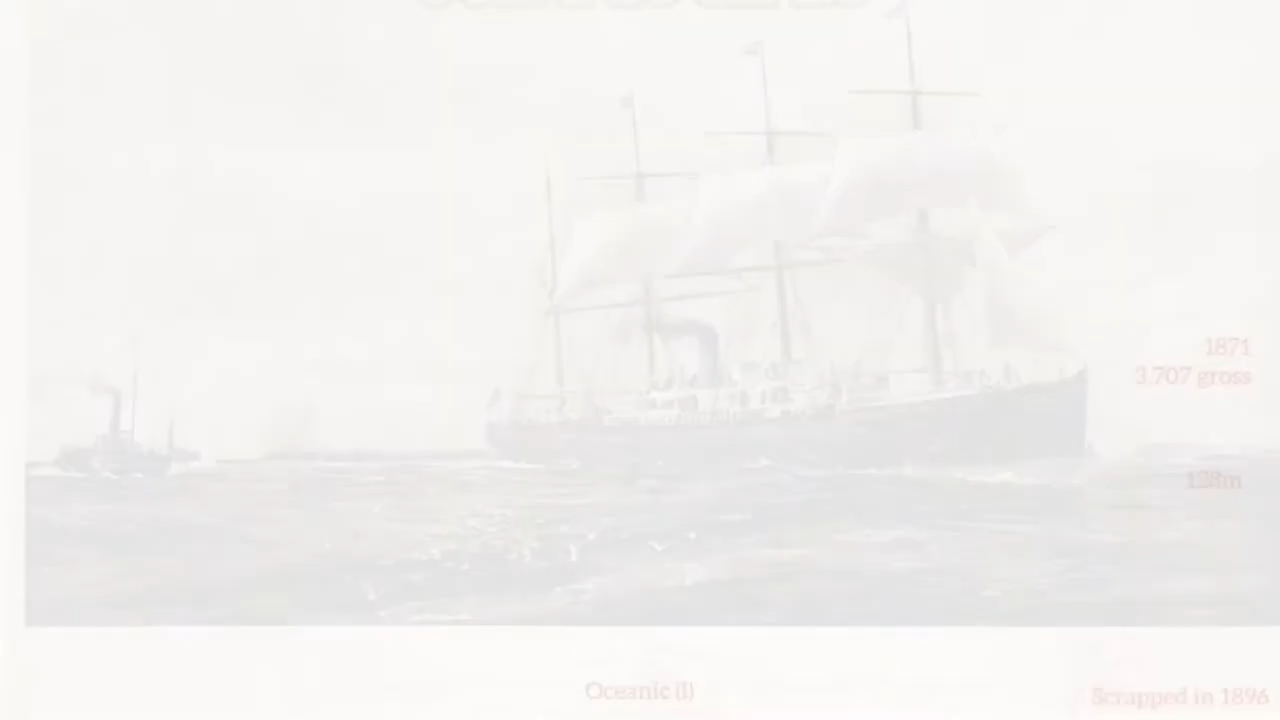 1871
3.707 gross
128m
Oceanic (I)
Scrapped in 1896